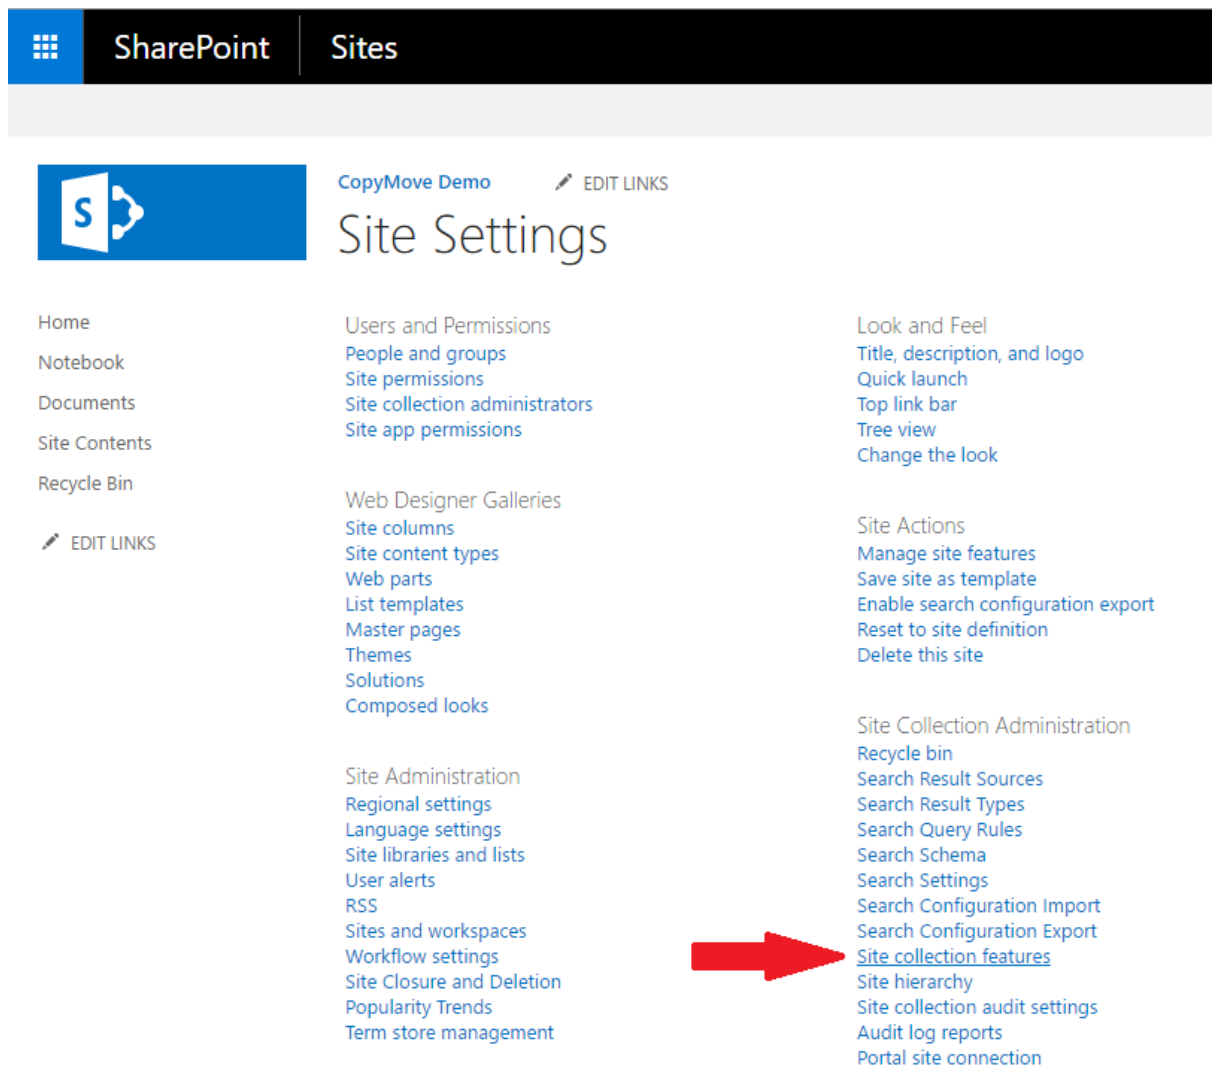 SharePoint
Sites
S
CopyMove Demo
EDIT LINKS
Site Settings
Home
Notebook
Documents
Site Contents
Recycle Bin
EDIT LINKS
Users and Permissions
People and groups
Site permissions
Site collection administrators
Site app permissions
Web Designer Galleries
Site columns
Site content types
Web parts
List templates
Master pages
Themes
Solutions
Composed looks
Site Administration
Regional settings
Language settings
Site libraries and lists
User alerts
RSS
Sites and workspaces
Workflow settings
Site Closure and Deletion
Popularity Trends
Term store management
Look and Feel
Title, description, and logo
Quick launch
Top link bar
Tree view
Change the look
Site Actions
Manage site features
Save site as template
Enable search configuration export
Reset to site definition
Delete this site
Site Collection Administration
Recycle bin
Search Result Sources
Search Result Types
Search Query Rules
Search Schema
Search Settings
Search Configuration Import
Search Configuration Export
Site collection features
Site hierarchy
Site collection audit settings
Audit log reports
Portal site connection